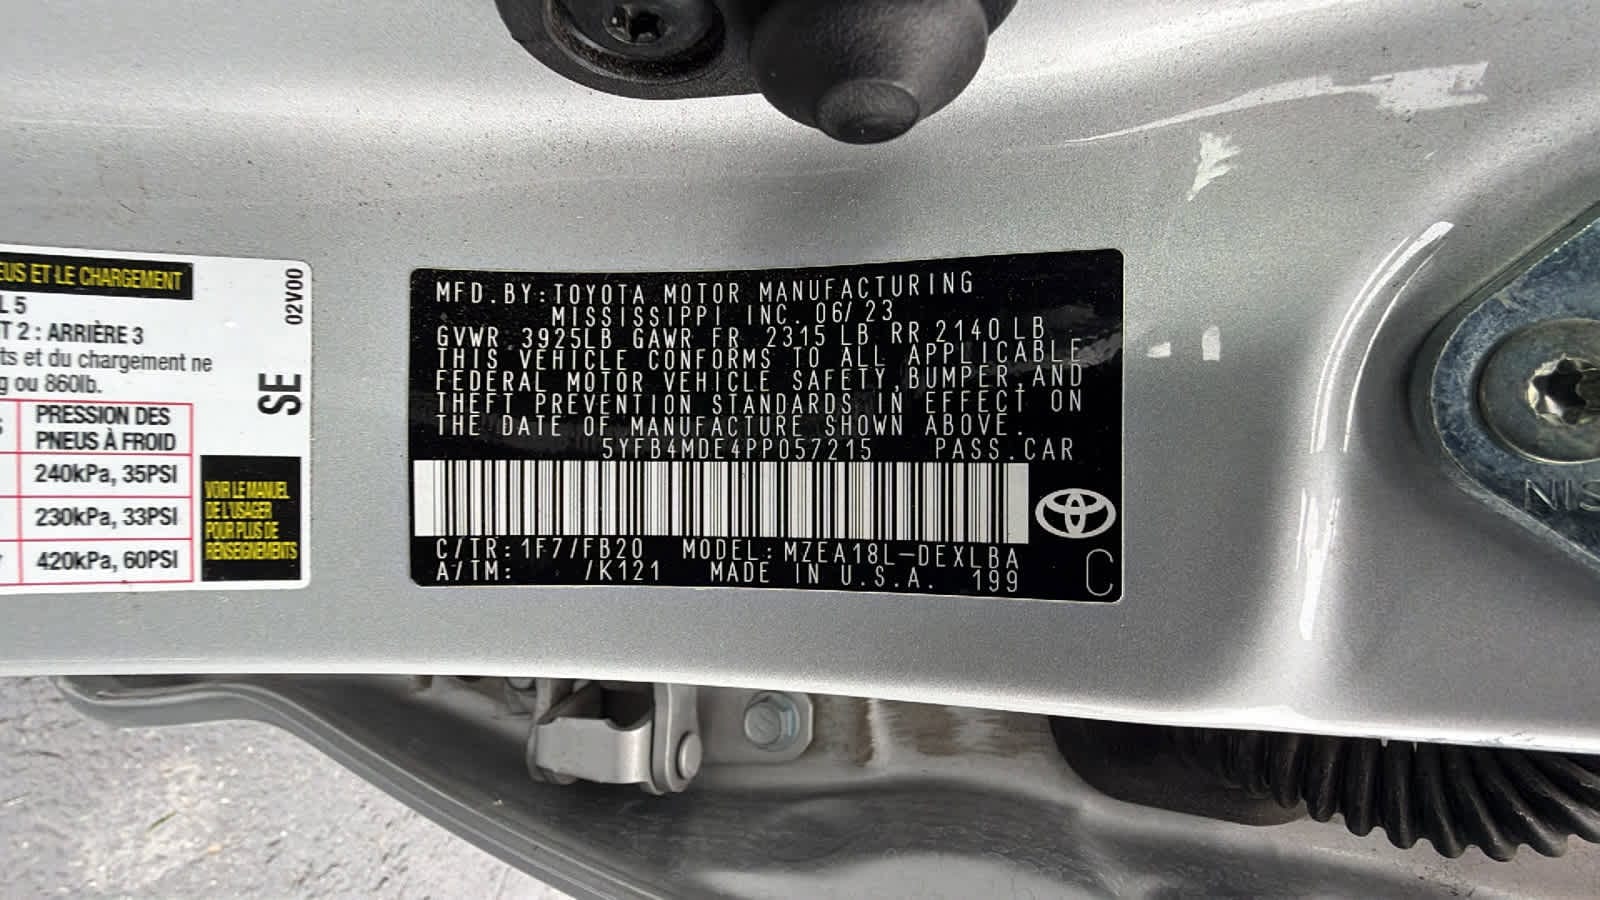 EUS ET LE CHARGEMENT
L 5
T 2 : ARRIÈRE 3
ts et du chargement ne
g ou 860lb.
PRESSION DES
PNEUS À FROID
240kPa, 35PSI
230kPa, 33PSI
420kPa, 60PSI
02V00
SE
VOIR LE MANUEL
DE L'USAGER
POUR PLUS DE
RENSEIGNEMENTS
MFD.BY:TOYOTA MOTOR MANUFACTURING
MISSISSIPPI INC. 06/23
GVWR 3925LB GAWR FR 2315 LB RR 2140 LB
THIS VEHICLE CONFORMS TO ALL APPLICABLE
FEDERAL MOTOR VEHICLE SAFETY,BUMPER,AND
THEFT PREVENTION STANDARDS IN EFFECT ON
THE DATE OF MANUFACTURE SHOWN ABOVE.
5YFB4MDE4PP057215 PASS.CAR
C/TR:1F7/FB20 MODEL:MZEA18L-DEXLBA
A/TM: /K121 MADE IN U.S.A. 199
C
NIS